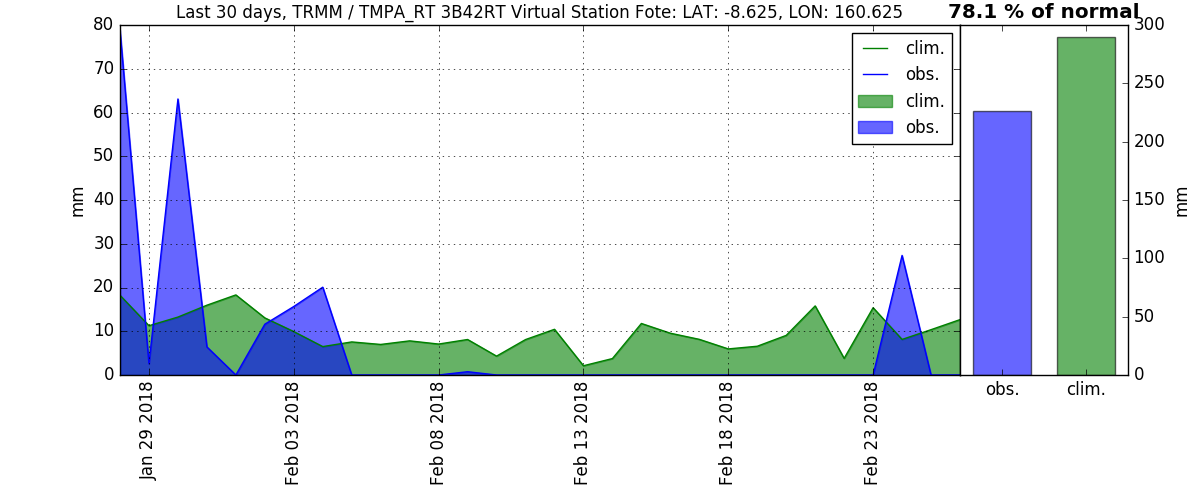 Last 30 days, TRMM / TMPA_RT 3B42RT Virtual Station Fote: LAT: -8.625, LON: 160.625
78.1 % of normal
clim.
obs.
clim.
obs.
80
70
60
50
40
30
20
10
0
mm
Jan 29 2018
Feb 03 2018
Feb 08 2018
Feb 13 2018
Feb 18 2018
Feb 23 2018
300
250
200
150
100
50
0
mm
obs.
clim.